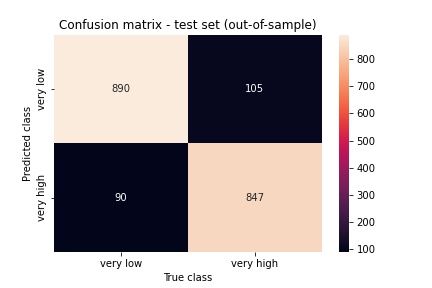 Confusion matrix - test set (out-of-sample)
Predicted class
very low
very high
890
105
90
847
very low
very high
True class
800
700
600
500
400
300
200
100